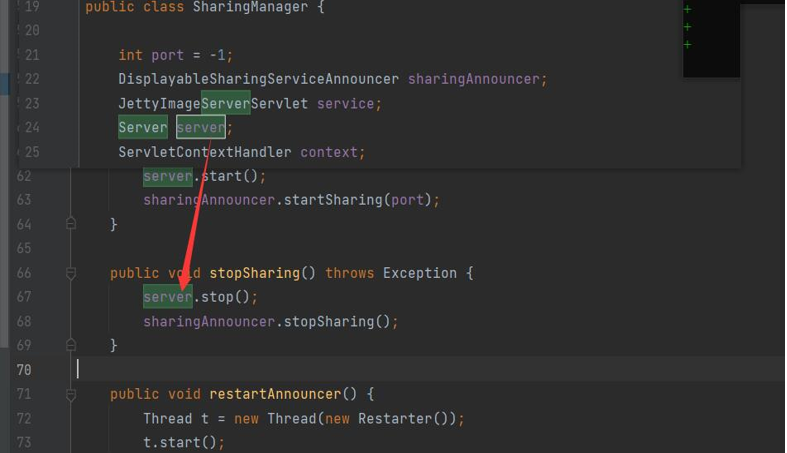 +
+
+
19 public class SharingManager {
20
21 int port = -1;
22 DisplayableSharingServiceAnnouncer sharingAnnouncer;
23 JettyImageServerServlet service;
24 Server server;
25 ServletContextHandler context;
62 server.start();
63 sharingAnnouncer.startSharing(port);
64 }
65
66 public void stopSharing() throws Exception {
67 server.stop();
68 sharingAnnouncer.stopSharing();
69 }
70
71 public void restartAnnouncer() {
72 Thread t = new Thread(new Restarter());
73 t.start();